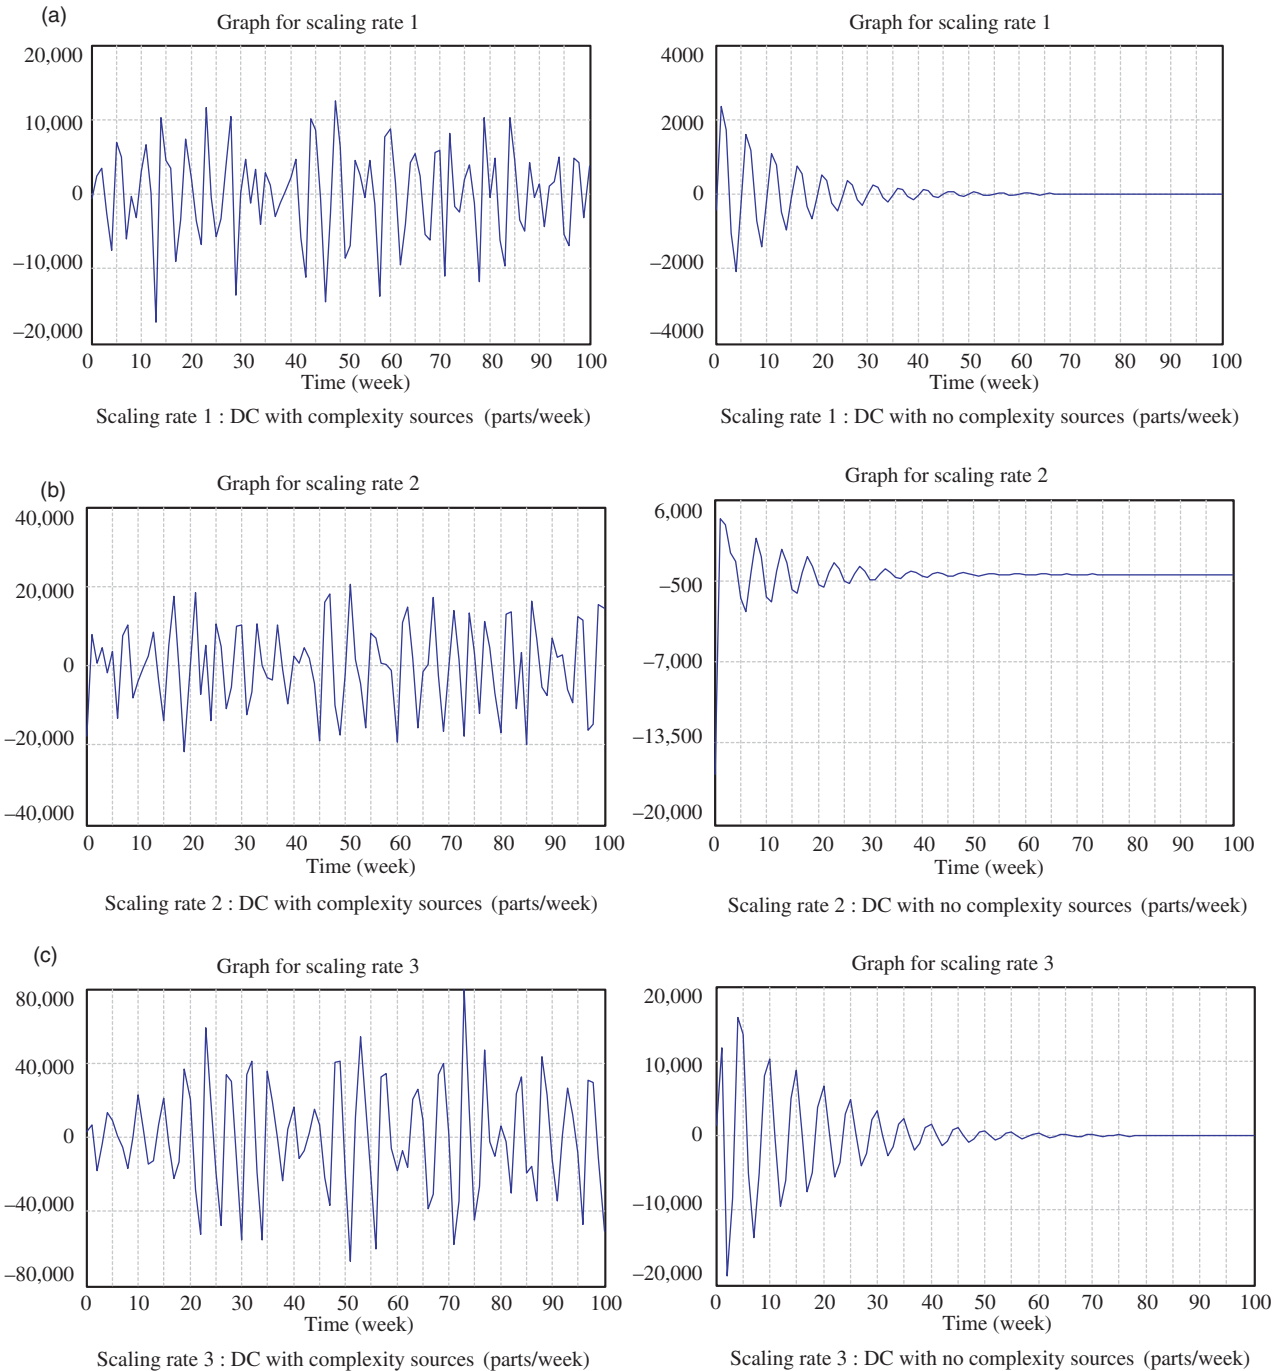 (a)
Graph for scaling rate 1
20,000
10,000
0
–10,000
–20,000
0 10 20 30 40 50 60 70 80 90 100
Time (week)
Scaling rate 1 : DC with complexity sources (parts/week)
Graph for scaling rate 1
4000
2000
0
–2000
–4000
0 10 20 30 40 50 60 70 80 90 100
Time (week)
Scaling rate 1 : DC with no complexity sources (parts/week)
(b)
Graph for scaling rate 2
40,000
20,000
0
–20,000
–40,000
0 10 20 30 40 50 60 70 80 90 100
Time (week)
Scaling rate 2 : DC with complexity sources (parts/week)
Graph for scaling rate 2
6,000
–500
–7,000
–13,500
–20,000
0 10 20 30 40 50 60 70 80 90 100
Time (week)
Scaling rate 2 : DC with no complexity sources (parts/week)
(c)
Graph for scaling rate 3
80,000
40,000
0
–40,000
–80,000
0 10 20 30 40 50 60 70 80 90 100
Time (week)
Scaling rate 3 : DC with complexity sources (parts/week)
Graph for scaling rate 3
20,000
10,000
0
–10,000
–20,000
0 10 20 30 40 50 60 70 80 90 100
Time (week)
Scaling rate 3 : DC with no complexity sources (parts/week)